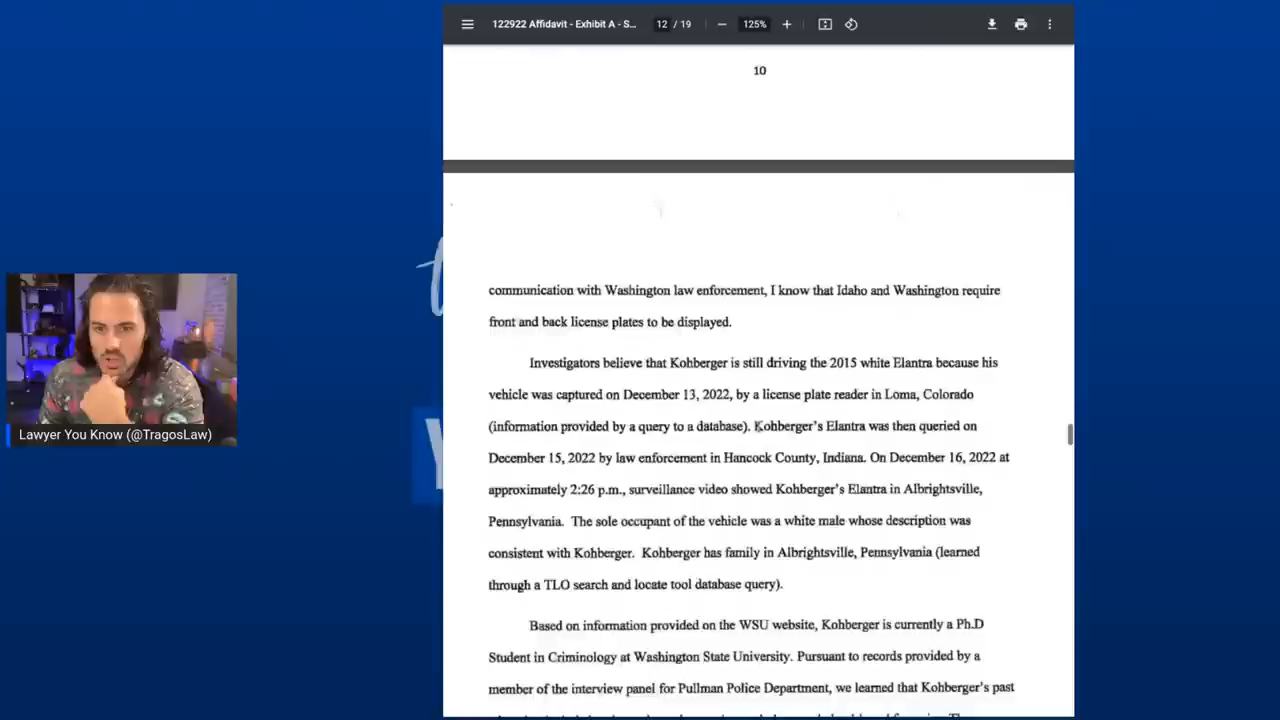 122922 Affidavit - Exhibit A - S...
12 / 19
125%
10
communication with Washington law enforcement, I know that Idaho and Washington require
front and back license plates to be displayed.
Investigators believe that Kohberger is still driving the 2015 white Elantra because his
vehicle was captured on December 13, 2022, by a license plate reader in Loma, Colorado
(information provided by a query to a database). Kohberger's Elantra was then queried on
December 15, 2022 by law enforcement in Hancock County, Indiana. On December 16, 2022 at
approximately 2:26 p.m., surveillance video showed Kohberger's Elantra in Albrightsville,
Pennsylvania. The sole occupant of the vehicle was a white male whose description was
consistent with Kohberger. Kohberger has family in Albrightsville, Pennsylvania (learned
through a TLO search and locate tool database query).
Based on information provided on the WSU website, Kohberger is currently a Ph.D
Student in Criminology at Washington State University. Pursuant to records provided by a
member of the interview panel for Pullman Police Department, we learned that Kohberger's past
Lawyer You Know (@TragosLaw)